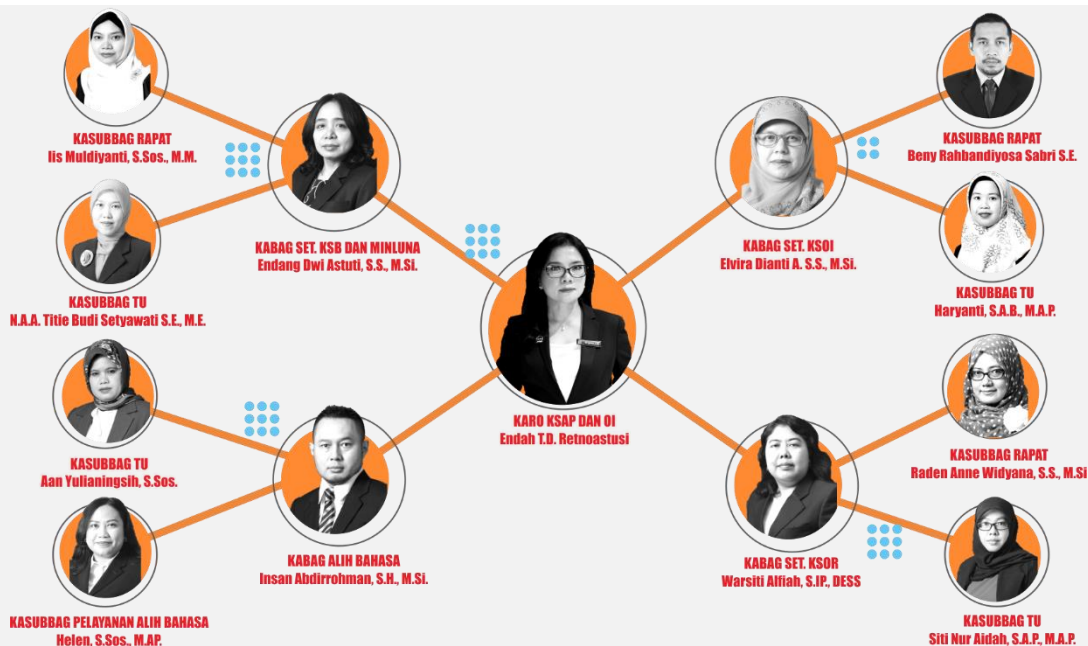 KASUBBAG RAPAT
Iis Muldiyanti, S.Sos., M.M.
KASUBBAG RAPAT
Beny Rahbandiyosa Sabri S.E.
KABAG SET. KSB DAN MINLUNA
Endang Dwi Astuti, S.S., M.Si.
KABAG SET. KSOI
Elvira Dianti A. S.S., M.Si.
KASUBBAG TU
N.A.A. Titie Budi Setyawati S.E., M.E.
KASUBBAG TU
Haryanti, S.A.B., M.A.P.
KARO KSAP DAN OI
Endah T.D. Retnoastusi
KASUBBAG TU
Aan Yulianingsih, S.Sos.
KASUBBAG RAPAT
Raden Anne Widyana, S.S., M.Si
KABAG ALIH BAHASA
Insan Abdirrohman, S.H., M.Si.
KABAG SET. KSOR
Warsiti Alfiah, S.IP., DESS
KASUBBAG PELAYANAN ALIH BAHASA
Helen, S.Sos., M.AP.
KASUBBAG TU
Siti Nur Aidah, S.A.P., M.A.P.